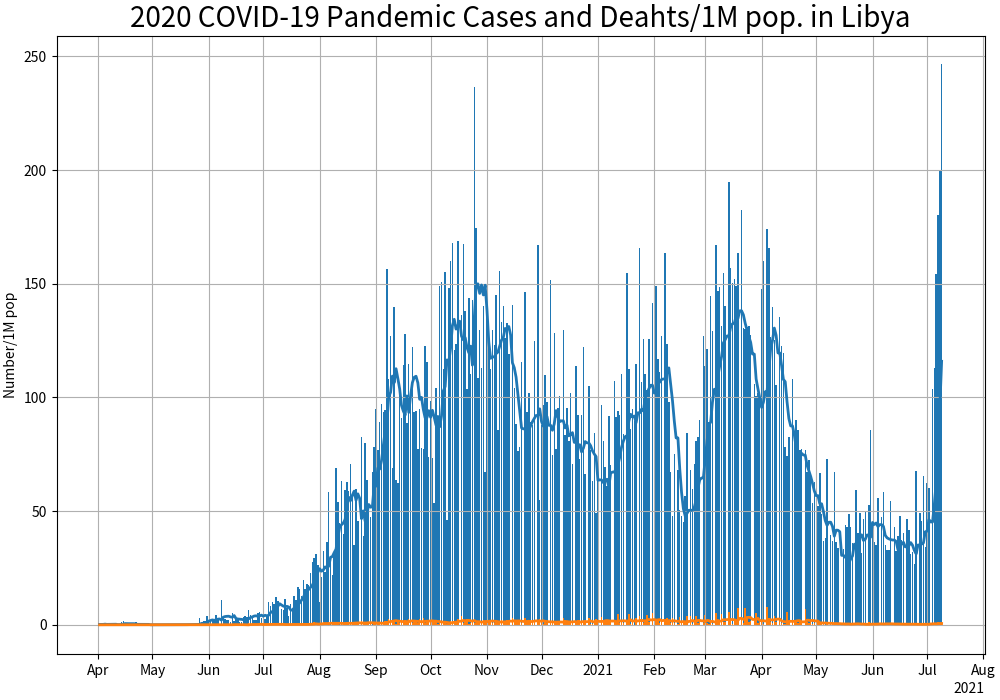 2020 COVID-19 Pandemic Cases and Deahts/1M pop. in Libya
Number/1M pop
250
200
150
100
50
0
Apr May Jun Jul Aug Sep Oct Nov Dec 2021 Feb Mar Apr May Jun Jul Aug
2021